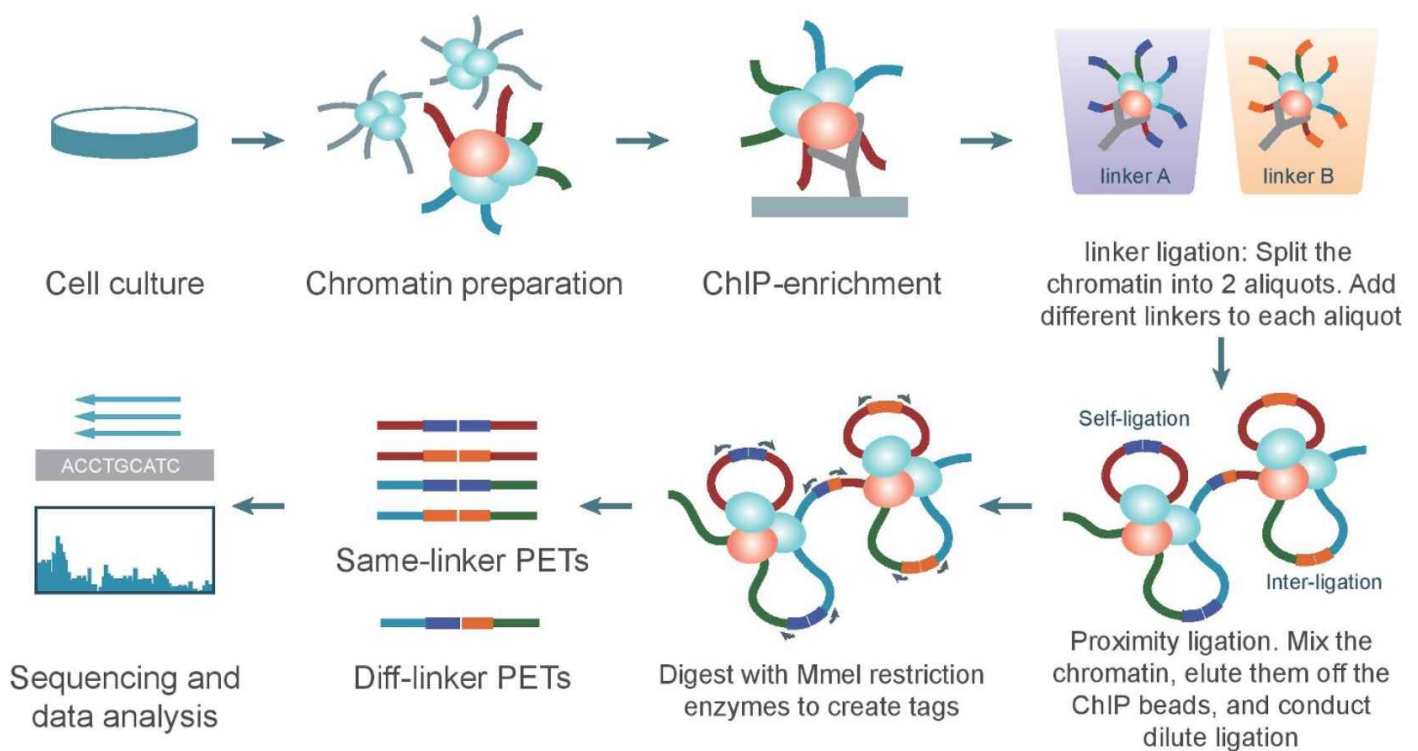 linker A
linker B
Cell culture
Chromatin preparation
ChIP-enrichment
linker ligation: Split the
chromatin into 2 aliquots. Add
different linkers to each aliquot
Self-ligation
Inter-ligation
Proximity ligation. Mix the
chromatin, elute them off the
ChIP beads, and conduct
dilute ligation
Digest with Mmel restriction
enzymes to create tags
Same-linker PETs
Diff-linker PETs
ACCTGCATC
Sequencing and
data analysis